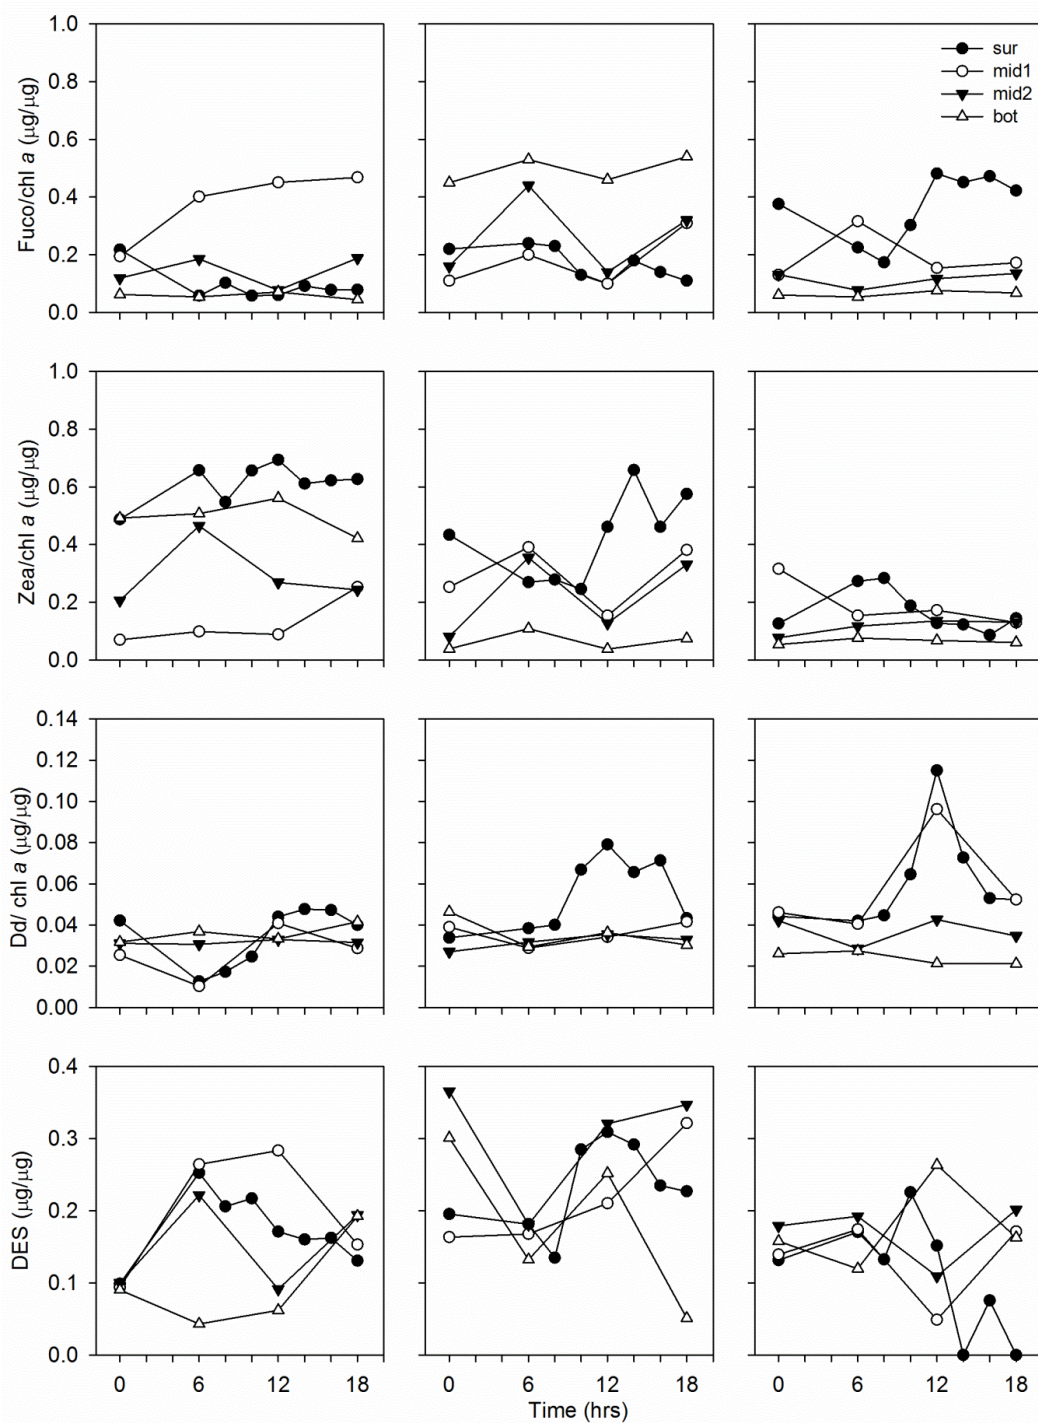 Fuco/chl a (μg/μg)
1.0
0.8
0.6
0.4
0.2
0.0
sur
mid1
mid2
bot
Zea/chl a (μg/μg)
1.0
0.8
0.6
0.4
0.2
0.0
Dd/ chl a (μg/μg)
0.14
0.12
0.10
0.08
0.06
0.04
0.02
0.00
DES (μg/μg)
0.4
0.3
0.2
0.1
0.0
0 6 12 18 0 6 12 18 0 6 12 18
Time (hrs)